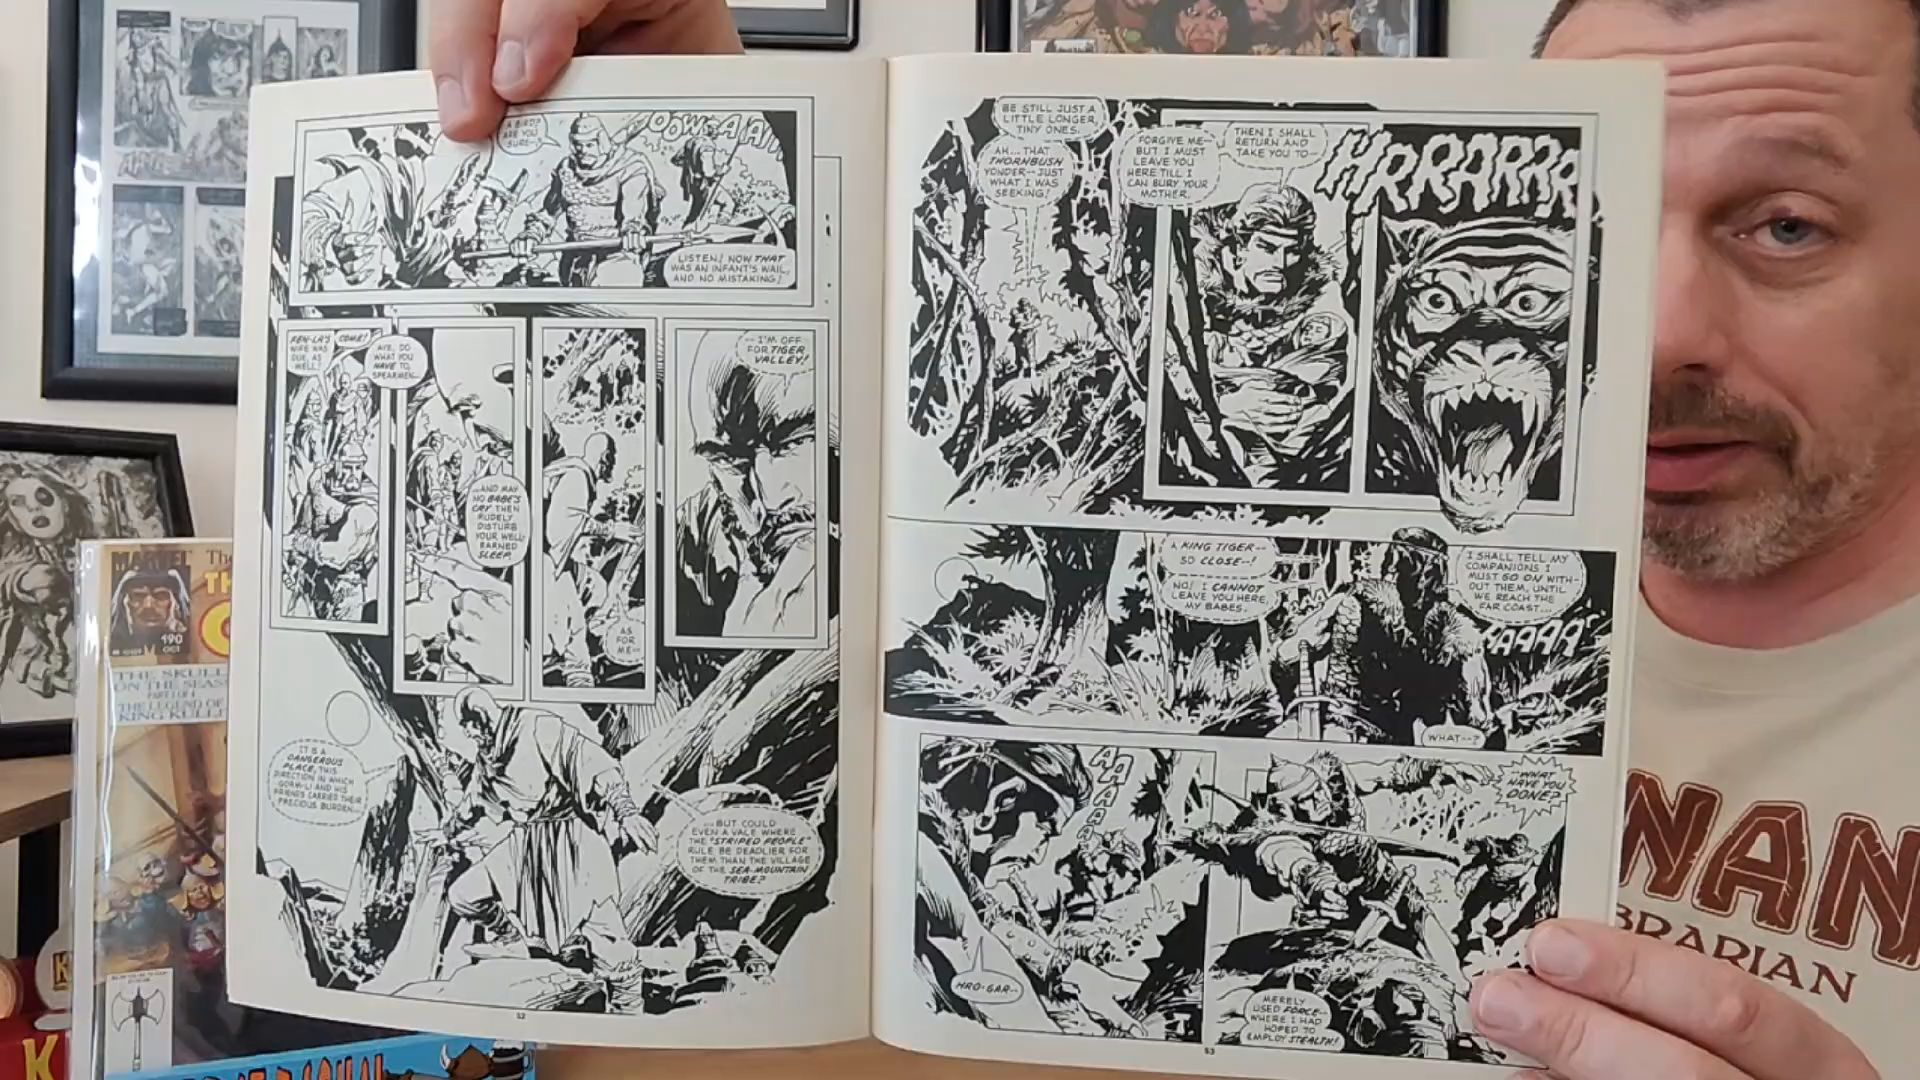 A BIRD?
ARE YOU
SURE--?
LISTEN! NOW THAT
WAS AN INFANT'S WAIL,
AND NO MISTAKING!
KEN-LA'S
WIFE WAS
DUE, AS
WELL!
COME!
AYE, DO
WHAT YOU
HAVE TO,
SPEARMEN...
...AND MAY
NO BABE'S
CRY THEN
RUDELY
DISTURB
YOUR WELL-
EARNED
SLEEP.
AS
FOR
ME--
--I'M OFF
FOR TIGER
VALLEY!
IT IS A
DANGEROUS
PLACE, THIS
DIRECTION IN WHICH
GORM-LI AND HIS
FRIENDS CARRIED THEIR
PRECIOUS BURDEN...
...BUT COULD
EVEN A VALE WHERE
THE "STRIPED PEOPLE"
RULE BE DEADLIER FOR
THEM THAN THE VILLAGE
OF THE SEA-MOUNTAIN
TRIBE?
52
BE STILL JUST A
LITTLE LONGER,
TINY ONES.
AH...THAT
THORNBUSH
YONDER--JUST
WHAT I WAS
SEEKING!
FORGIVE ME--
BUT I MUST
LEAVE YOU
HERE TILL I
CAN BURY YOUR
MOTHER.
THEN I SHALL
RETURN AND
TAKE YOU TO--
HRRARRR
A KING TIGER--
SO CLOSE--!
NO! I CANNOT
LEAVE YOU HERE,
MY BABES.
I SHALL TELL MY
COMPANIONS I
MUST GO ON WITH-
OUT THEM, UNTIL
WE REACH THE
FAR COAST...
WHAT--?
HRO-GAR--
--WHAT
HAVE YOU
DONE?
MERELY
USED FORCE--
WHERE I HAD
HOPED TO
EMPLOY STEALTH!
53
MARVEL
190
OCT
THE SKULL
ON THE SEAS
THE LEGEND OF
KING KULL
NAN
BRARIAN
K